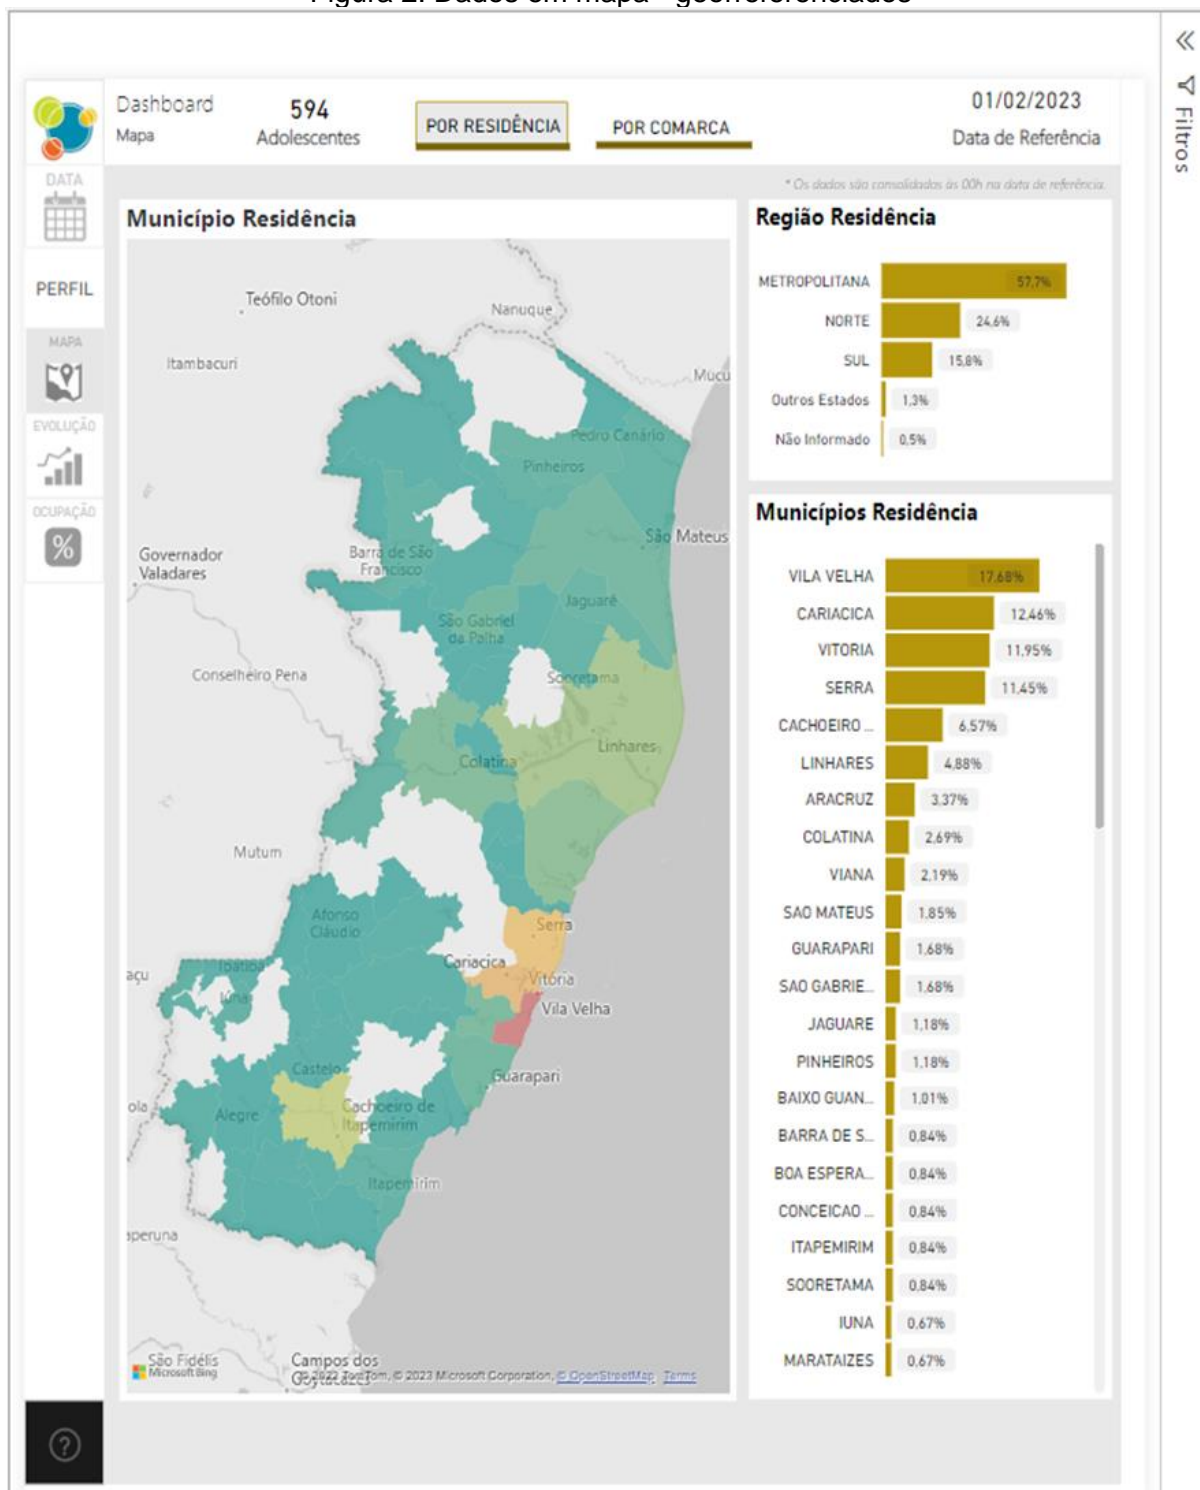 Figura 2: Dados em mapa - georreferenciados
Filtros
Dashboard
Mapa
594
Adolescentes
POR RESIDÊNCIA
POR COMARCA
01/02/2023
Data de Referência
* Os dados são consolidados às 00h na data de referência.
DATA
PERFIL
MAPA
EVOLUÇÃO
OCUPAÇÃO
%
?
Município Residência
Teófilo Otoni
Nanuque
Itambacuri
Mucu
Pedro Canário
Pinheiros
São Mateus
Governador
Valadares
Barra de São
Francisco
Jaguaré
São Gabriel
da Palha
Conselheiro Pena
Sooretama
Linhares
Colatina
Mutum
Afonso
Cláudio
Serra
Cariacica
Vitória
açu
Ibatiba
Iúna
Vila Velha
Castelo
Guarapari
ola
Alegre
Cachoeiro de
Itapemirim
Itapemirim
aperuna
São Fidélis
Campos dos
Goytacazes
Microsoft Bing
© 2022 TomTom, © 2023 Microsoft Corporation, © OpenStreetMap Terms
Região Residência
METROPOLITANA 57,7%
NORTE 24,6%
SUL 15,8%
Outros Estados 1,3%
Não Informado 0,5%
Municípios Residência
VILA VELHA 17,68%
CARIACICA 12,46%
VITORIA 11,95%
SERRA 11,45%
CACHOEIRO ... 6,57%
LINHARES 4,88%
ARACRUZ 3,37%
COLATINA 2,69%
VIANA 2,19%
SAO MATEUS 1,85%
GUARAPARI 1,68%
SAO GABRIE... 1,68%
JAGUARE 1,18%
PINHEIROS 1,18%
BAIXO GUAN... 1,01%
BARRA DE S... 0,84%
BOA ESPERA... 0,84%
CONCEICAO ... 0,84%
ITAPEMIRIM 0,84%
SOORETAMA 0,84%
IUNA 0,67%
MARATAIZES 0,67%